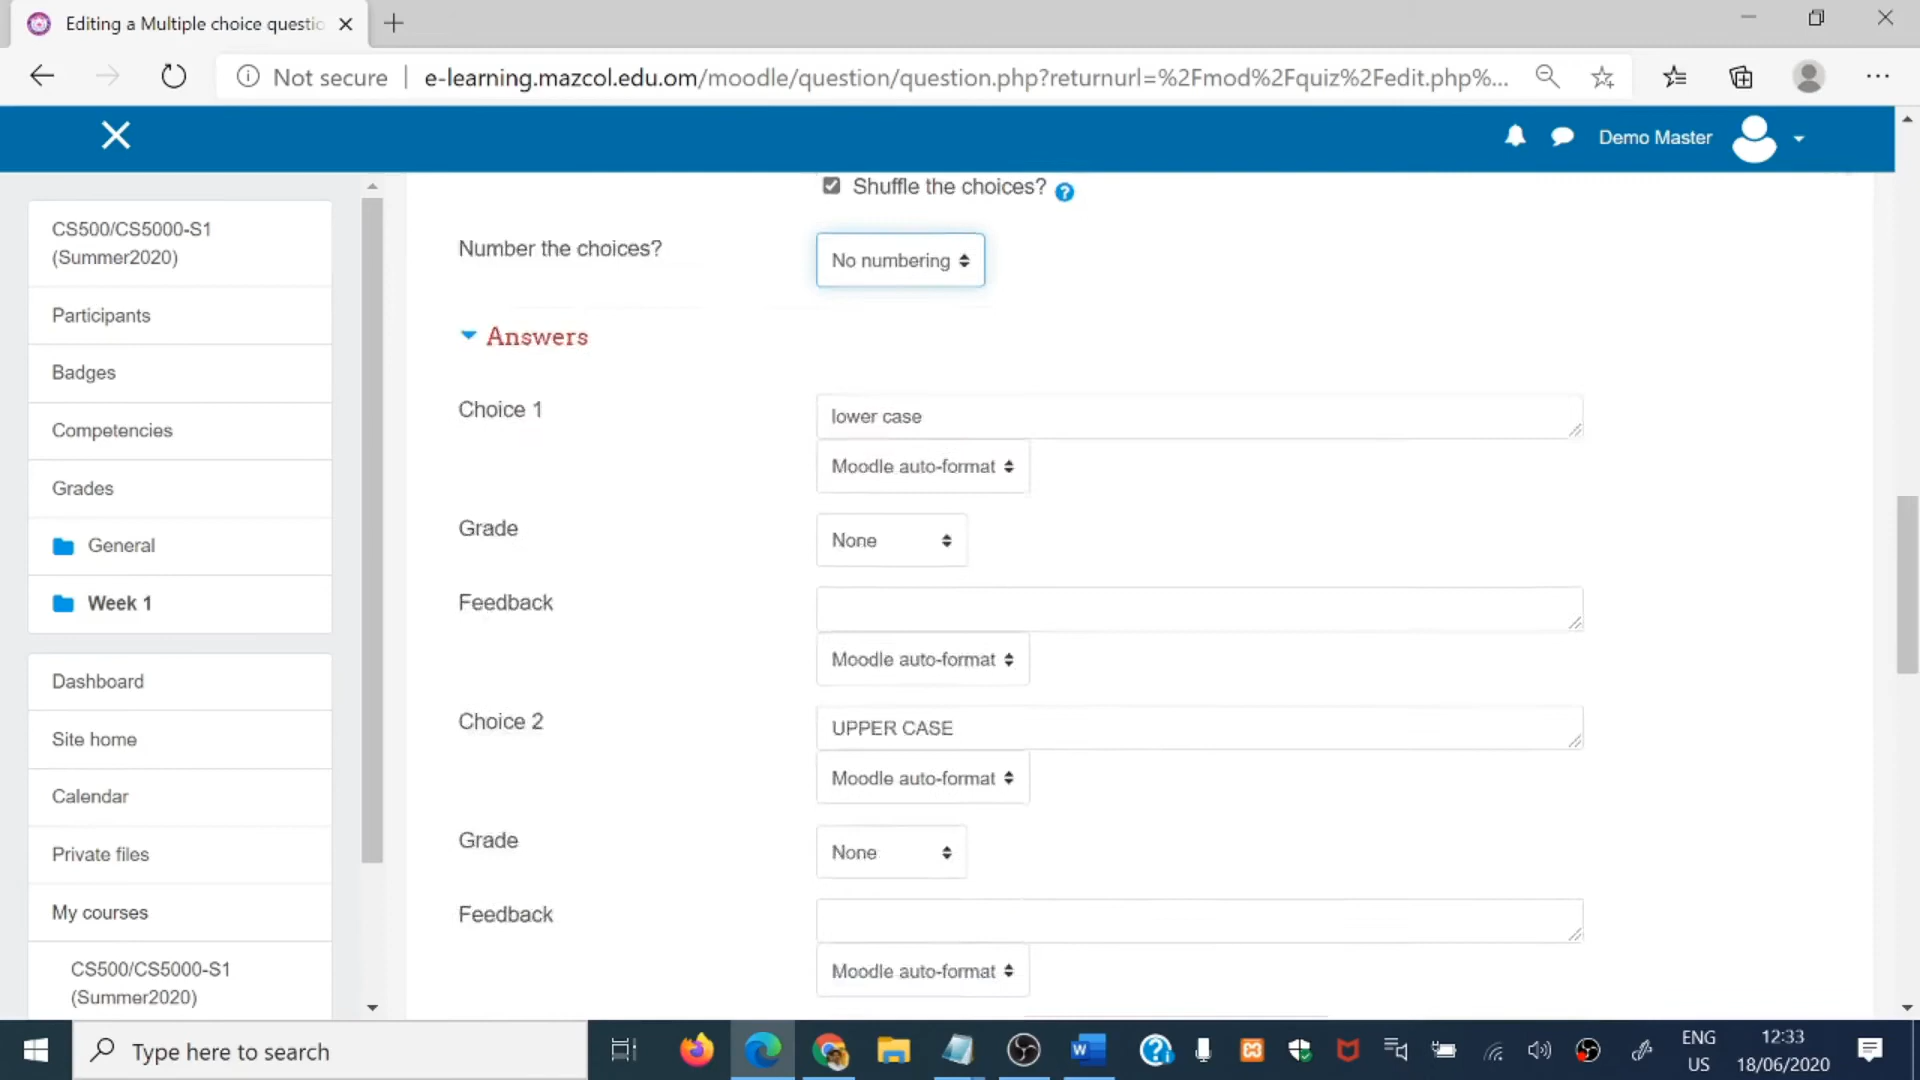 Editing a Multiple choice questio
Not secure
e-learning.mazcol.edu.om/moodle/question/question.php?returnurl=%2Fmod%2Fquiz%2Fedit.php%...
Demo Master
CS500/CS5000-S1
(Summer2020)
Participants
Badges
Competencies
Grades
General
Week 1
Dashboard
Site home
Calendar
Private files
My courses
CS500/CS5000-S1
(Summer2020)
Shuffle the choices?
Number the choices?
No numbering
Answers
Choice 1
lower case
Moodle auto-format
Grade
None
Feedback
Moodle auto-format
Choice 2
UPPER CASE
Moodle auto-format
Grade
None
Feedback
Moodle auto-format
Type here to search
ENG
US
12:33
18/06/2020